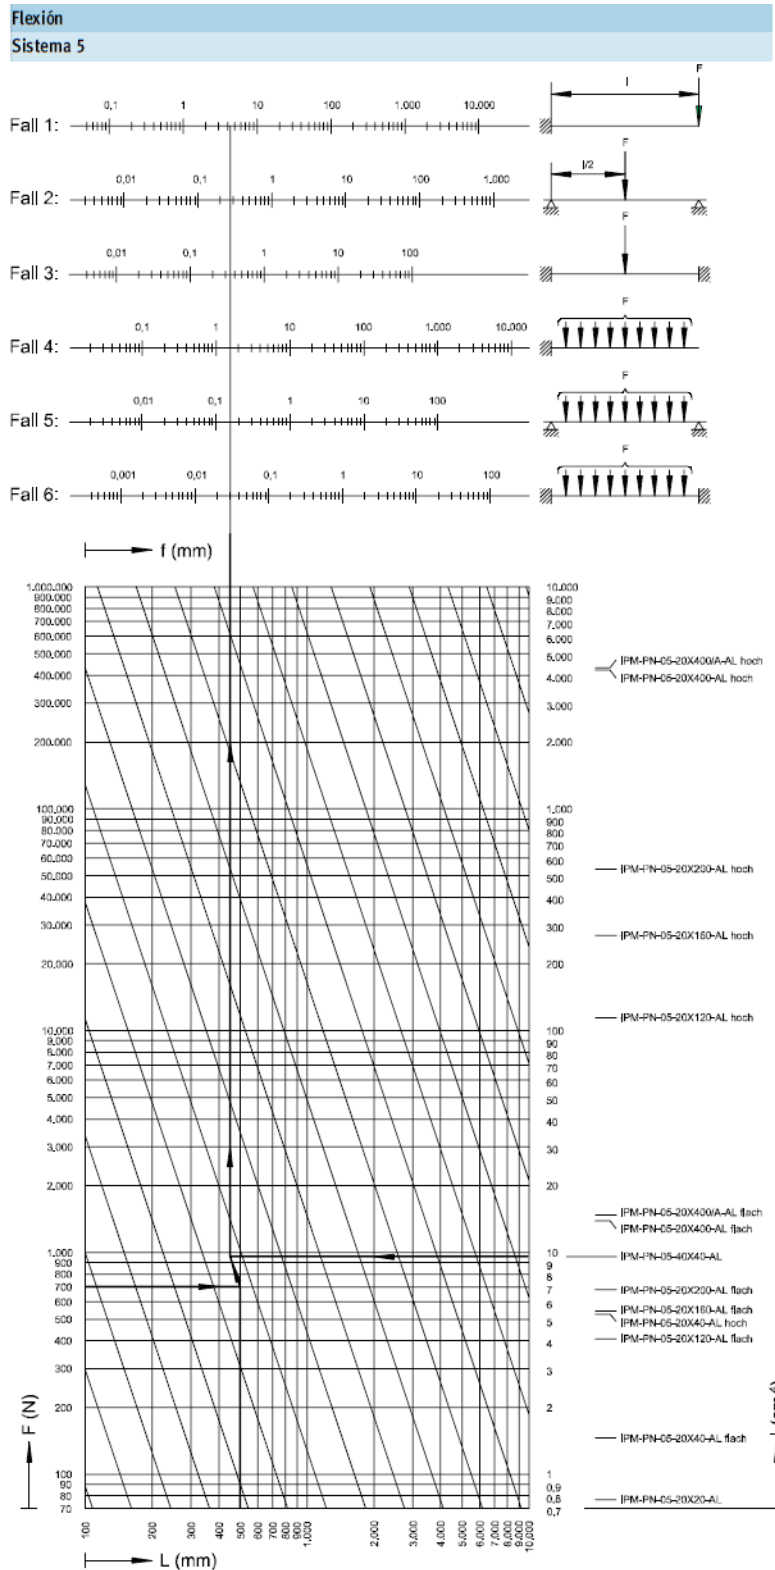 Flexión
Sistema 5
F
l
0,1 1 10 100 1.000 10.000
Fall 1:
F
l/2
0,01 0,1 1 10 100 1.000
Fall 2:
F
0,01 0,1 1 10 100
Fall 3:
F
0,1 1 10 100 1.000 10.000
Fall 4:
F
0,01 0,1 1 10 100
Fall 5:
F
0,001 0,01 0,1 1 10 100
Fall 6:
f (mm)
1.000.000
900.000
800.000
700.000
600.000
500.000
400.000
300.000
200.000
100.000
90.000
80.000
70.000
60.000
50.000
40.000
30.000
20.000
10.000
9.000
8.000
7.000
6.000
5.000
4.000
3.000
2.000
1.000
900
800
700
600
500
400
300
200
100
90
80
70
F (N)
10.000
9.000
8.000
7.000
6.000
5.000
4.000
3.000
2.000
1.000
900
800
700
600
500
400
300
200
100
90
80
70
60
50
40
30
20
10
9
8
7
6
5
4
3
2
1
0,9
0,8
0,7
IPM-PN-05-20X400/A-AL hoch
IPM-PN-05-20X400-AL hoch
IPM-PN-05-20X200-AL hoch
IPM-PN-05-20X160-AL hoch
IPM-PN-05-20X120-AL hoch
IPM-PN-05-20X400/A-AL flach
IPM-PN-05-20X400-AL flach
IPM-PN-05-40X40-AL
IPM-PN-05-20X200-AL flach
IPM-PN-05-20X160-AL flach
IPM-PN-05-20X40-AL hoch
IPM-PN-05-20X120-AL flach
IPM-PN-05-20X40-AL flach
IPM-PN-05-20X20-AL
100 200 300 400 500 600 700 800 900 1.000 2.000 3.000 4.000 5.000 6.000 7.000 8.000 9.000 10.000
L (mm)